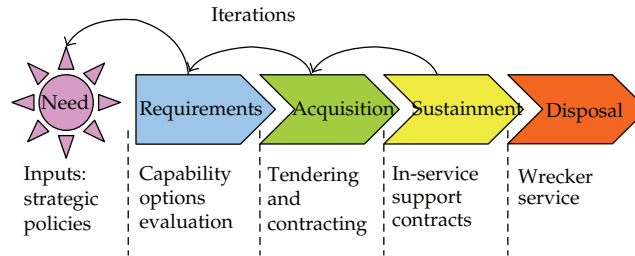 Iterations
Need
Requirements
Acquisition
Sustainment
Disposal
Inputs:
strategic
policies
Capability
options
evaluation
Tendering
and
contracting
In-service
support
contracts
Wrecker
service